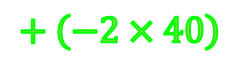 + (−2 × 40)